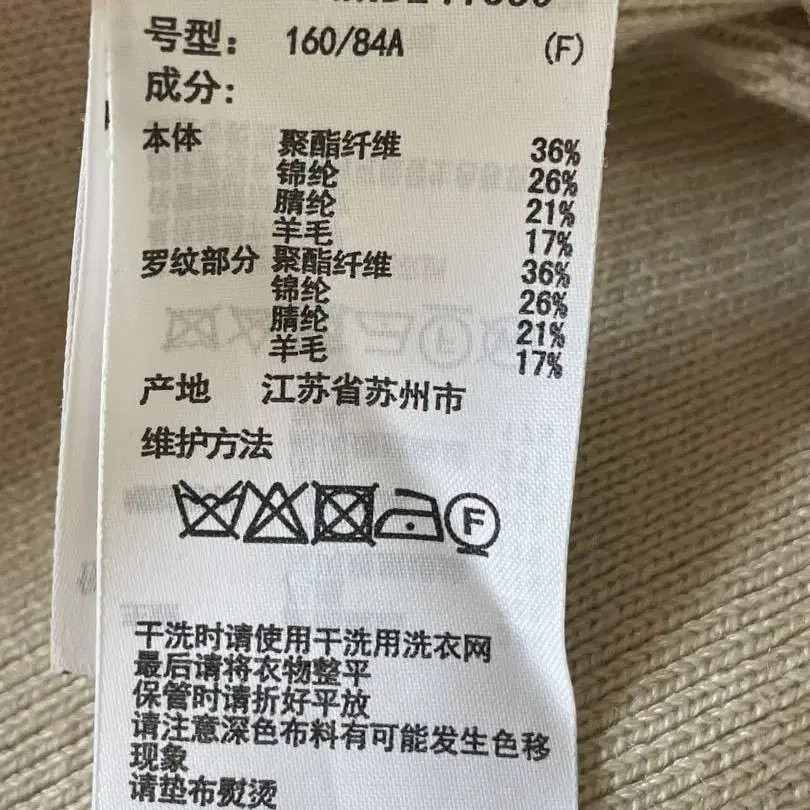 号型： 160/84A (F)
成分：
本体 聚酯纤维 36%
锦纶 26%
腈纶 21%
羊毛 17%
罗纹部分 聚酯纤维 36%
锦纶 26%
腈纶 21%
羊毛 17%
产地 江苏省苏州市
维护方法
F
干洗时请使用干洗用洗衣网
最后请将衣物整平
保管时请折好平放
请注意深色布料有可能发生色移
现象
请垫布熨烫